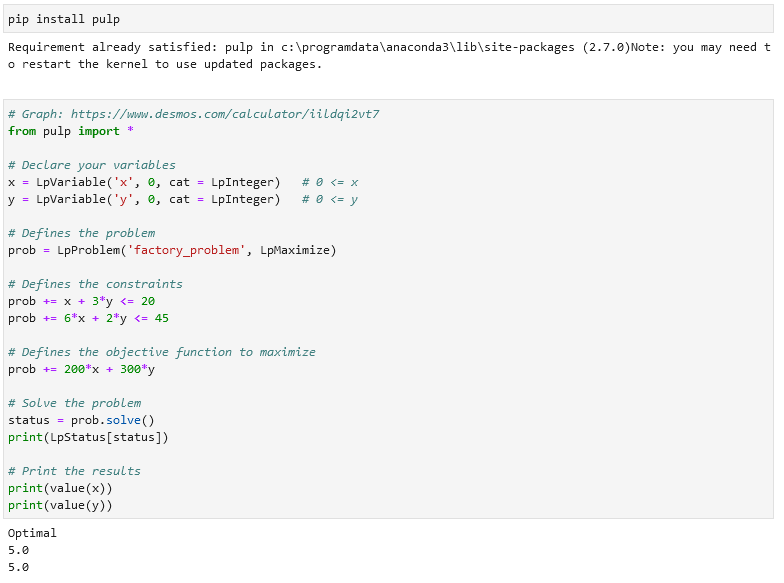 pip install pulp
Requirement already satisfied: pulp in c:\programdata\anaconda3\lib\site-packages (2.7.0)Note: you may need t
o restart the kernel to use updated packages.
# Graph: https://www.desmos.com/calculator/iildqi2vt7
from pulp import *
# Declare your variables
x = LpVariable('x', 0, cat = LpInteger)   # 0 <= x
y = LpVariable('y', 0, cat = LpInteger)   # 0 <= y
# Defines the problem
prob = LpProblem('factory_problem', LpMaximize)
# Defines the constraints
prob += x + 3*y <= 20
prob += 6*x + 2*y <= 45
# Defines the objective function to maximize
prob += 200*x + 300*y
# Solve the problem
status = prob.solve()
print(LpStatus[status])
# Print the results
print(value(x))
print(value(y))
Optimal
5.0
5.0